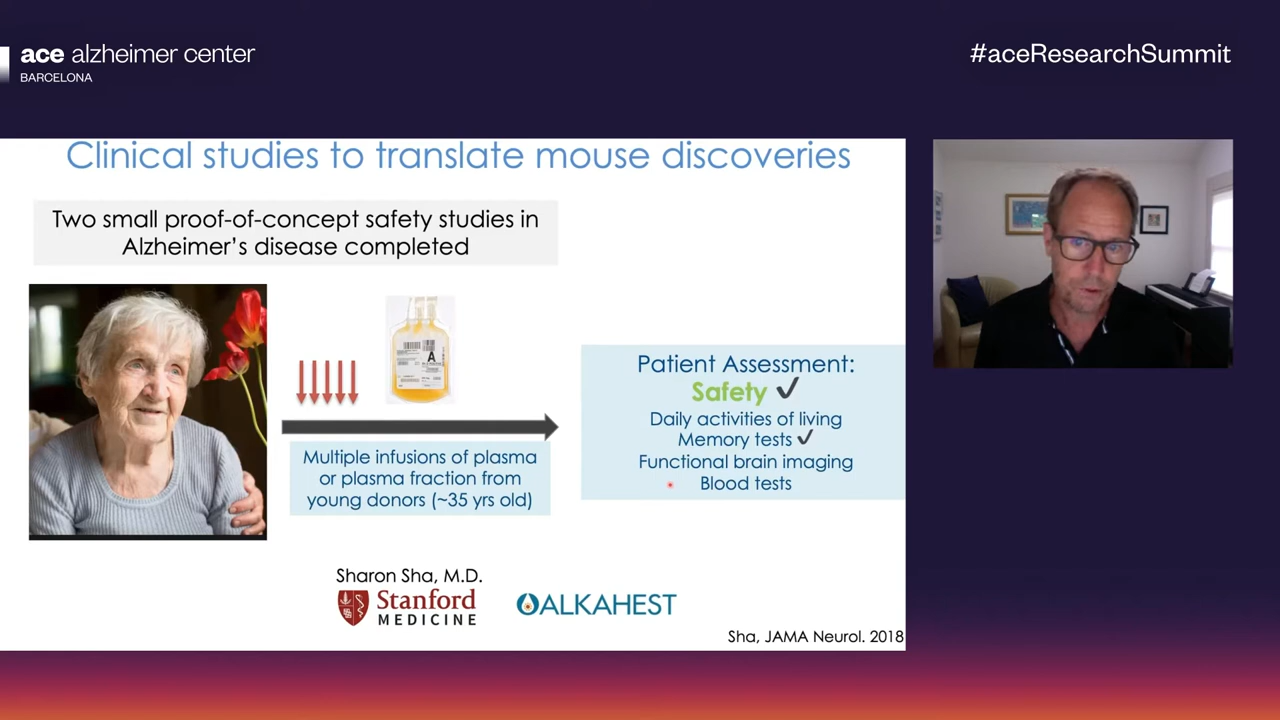 ace alzheimer center
BARCELONA
#aceResearchSummit
Clinical studies to translate mouse discoveries
Two small proof-of-concept safety studies in
Alzheimer's disease completed
A
Multiple infusions of plasma
or plasma fraction from
young donors (~35 yrs old)
Patient Assessment:
Safety ✓
Daily activities of living
Memory tests ✓
Functional brain imaging
Blood tests
Sharon Sha, M.D.
Stanford
MEDICINE
ALKAHEST
Sha, JAMA Neurol. 2018